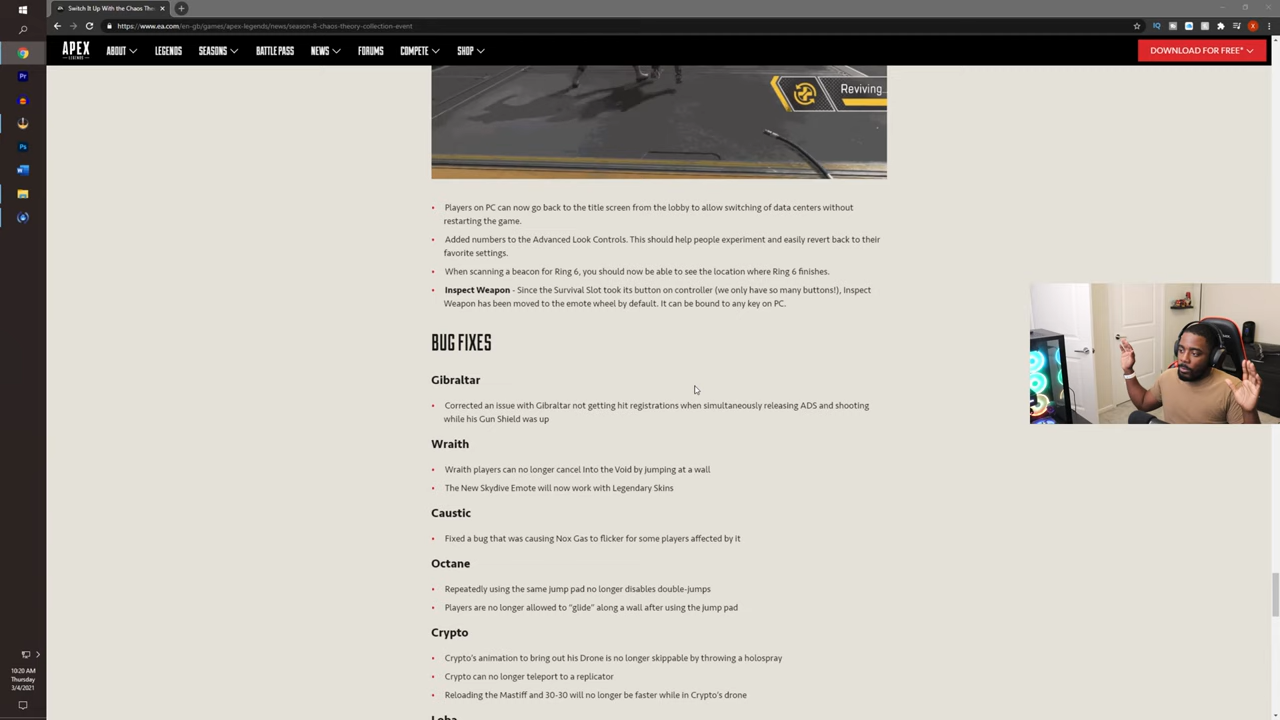 Switch It Up With the Chaos The
https://www.ea.com/en-gb/games/apex-legends/news/season-8-chaos-theory-collection-event
APEX
LEGENDS
ABOUT
LEGENDS
SEASONS
BATTLE PASS
NEWS
FORUMS
COMPETE
SHOP
DOWNLOAD FOR FREE*
Reviving..
• Players on PC can now go back to the title screen from the lobby to allow switching of data centers without
restarting the game.
• Added numbers to the Advanced Look Controls. This should help people experiment and easily revert back to their
favorite settings.
• When scanning a beacon for Ring 6, you should now be able to see the location where Ring 6 finishes.
• Inspect Weapon - Since the Survival Slot took its button on controller (we only have so many buttons!), Inspect
Weapon has been moved to the emote wheel by default. It can be bound to any key on PC.
BUG FIXES
Gibraltar
• Corrected an issue with Gibraltar not getting hit registrations when simultaneously releasing ADS and shooting
while his Gun Shield was up
Wraith
• Wraith players can no longer cancel Into the Void by jumping at a wall
• The New Skydive Emote will now work with Legendary Skins
Caustic
• Fixed a bug that was causing Nox Gas to flicker for some players affected by it
Octane
• Repeatedly using the same jump pad no longer disables double-jumps
• Players are no longer allowed to "glide" along a wall after using the jump pad
Crypto
• Crypto's animation to bring out his Drone is no longer skippable by throwing a holospray
• Crypto can no longer teleport to a replicator
• Reloading the Mastiff and 30-30 will no longer be faster while in Crypto's drone
Loba
Pr
Ps
IQ
X
10:20 AM
Thursday
3/4/2021